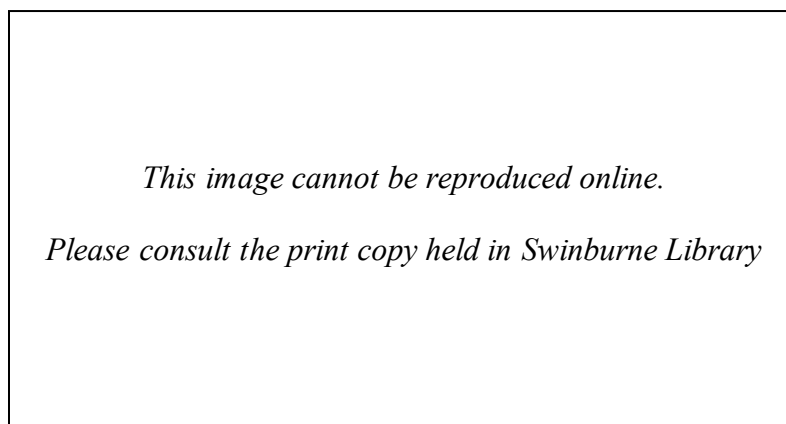 This image cannot be reproduced online.
Please consult the print copy held in Swinburne Library